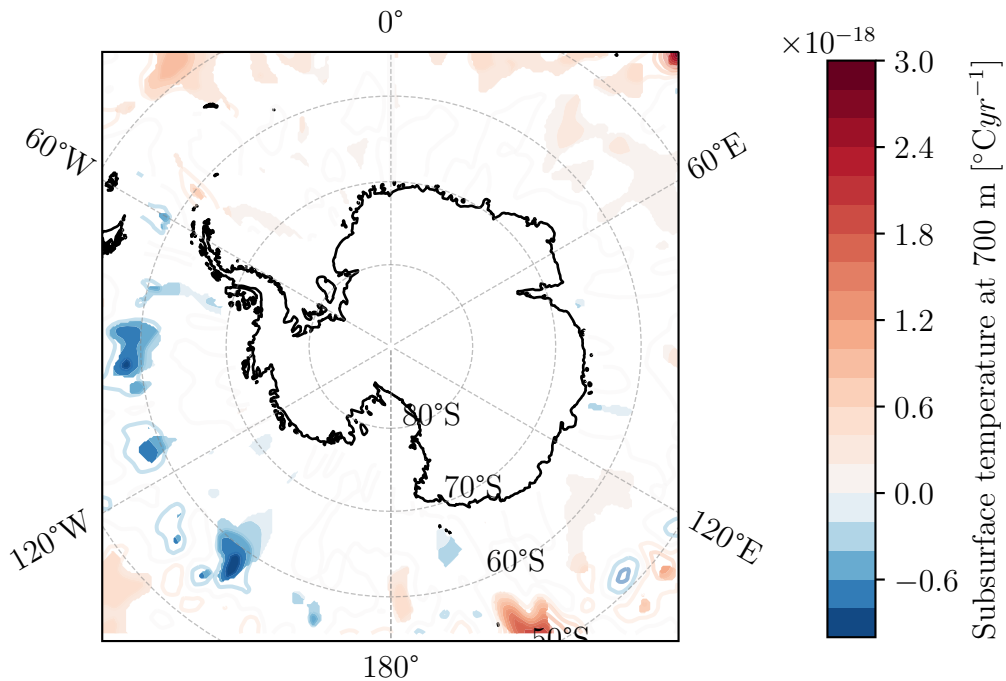 0°
×10⁻¹⁸
60°W
60°E
3.0
2.4
1.8
1.2
0.6
0.0
−0.6
Subsurface temperature at 700 m [°Cyr⁻¹]
80°S
70°S
60°S
50°S
120°W
120°E
180°